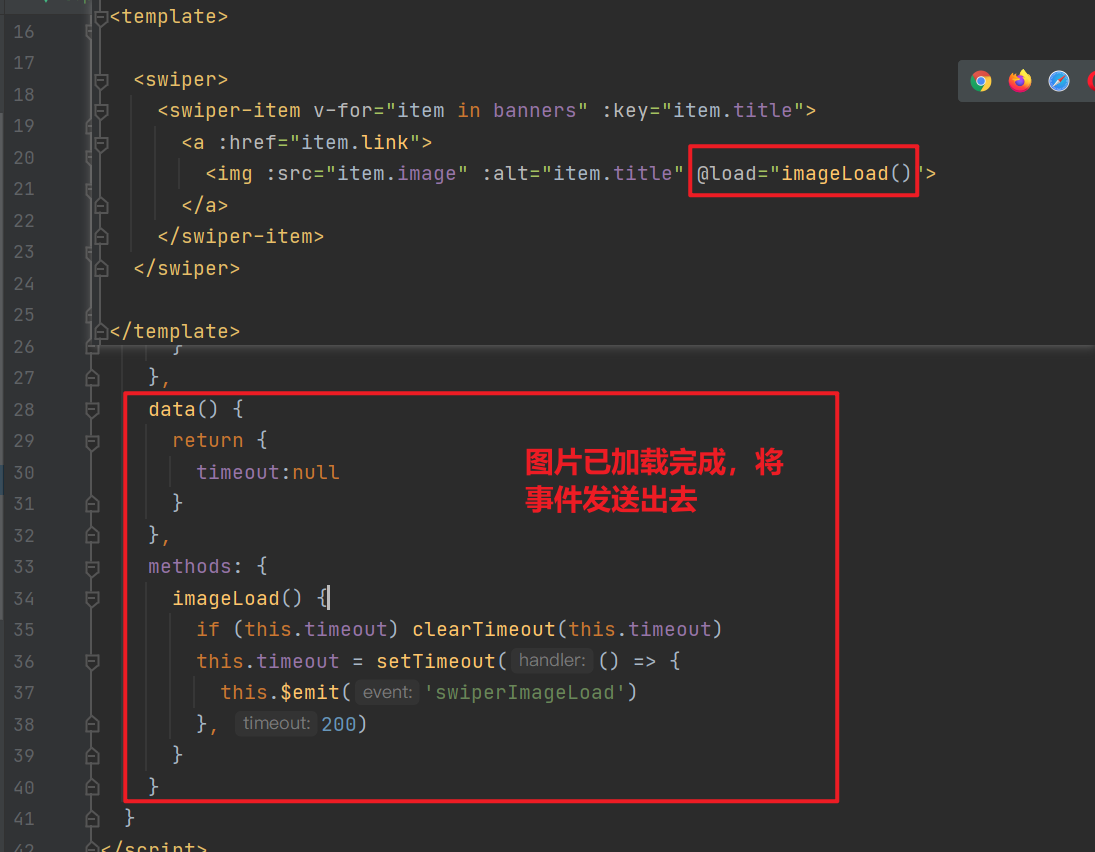 <template>
16
17
18 <swiper>
19 <swiper-item v-for="item in banners" :key="item.title">
20 <a :href="item.link">
21 <img :src="item.image" :alt="item.title" @load="imageLoad()">
22 </a>
23 </swiper-item>
24 </swiper>
25
</template>
26 }
27 },
28 data() {
29 return {
30 timeout:null
31 }
32 },
33 methods: {
34 imageLoad() {
35 if (this.timeout) clearTimeout(this.timeout)
36 this.timeout = setTimeout( handler: () => {
37 this.$emit( event: 'swiperImageLoad')
38 }, timeout: 200)
39 }
40 }
41 }
42 </script>
图片已加载完成，将
事件发送出去